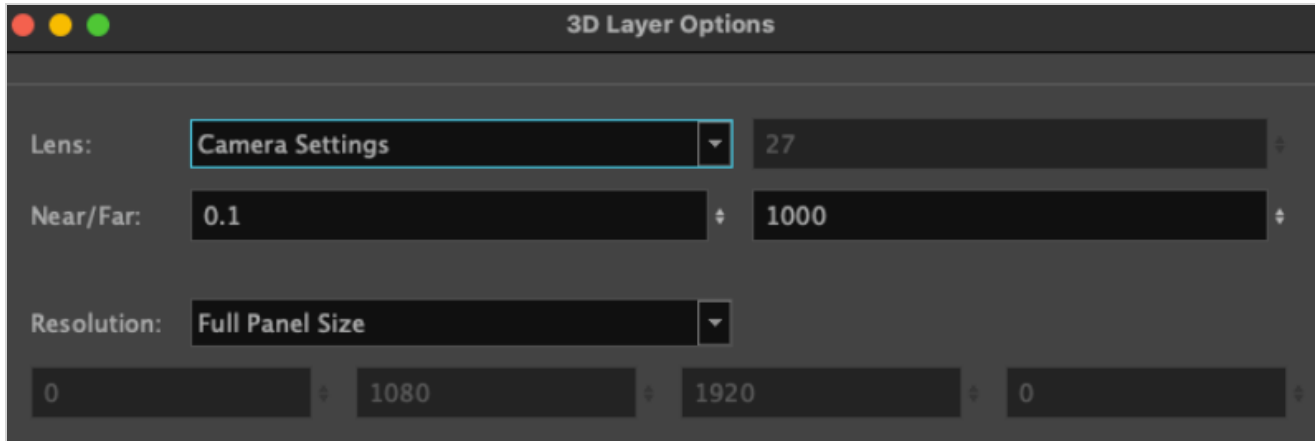 3D Layer Options
Lens: Camera Settings 27
Near/Far: 0.1 1000
Resolution: Full Panel Size
0 1080 1920 0